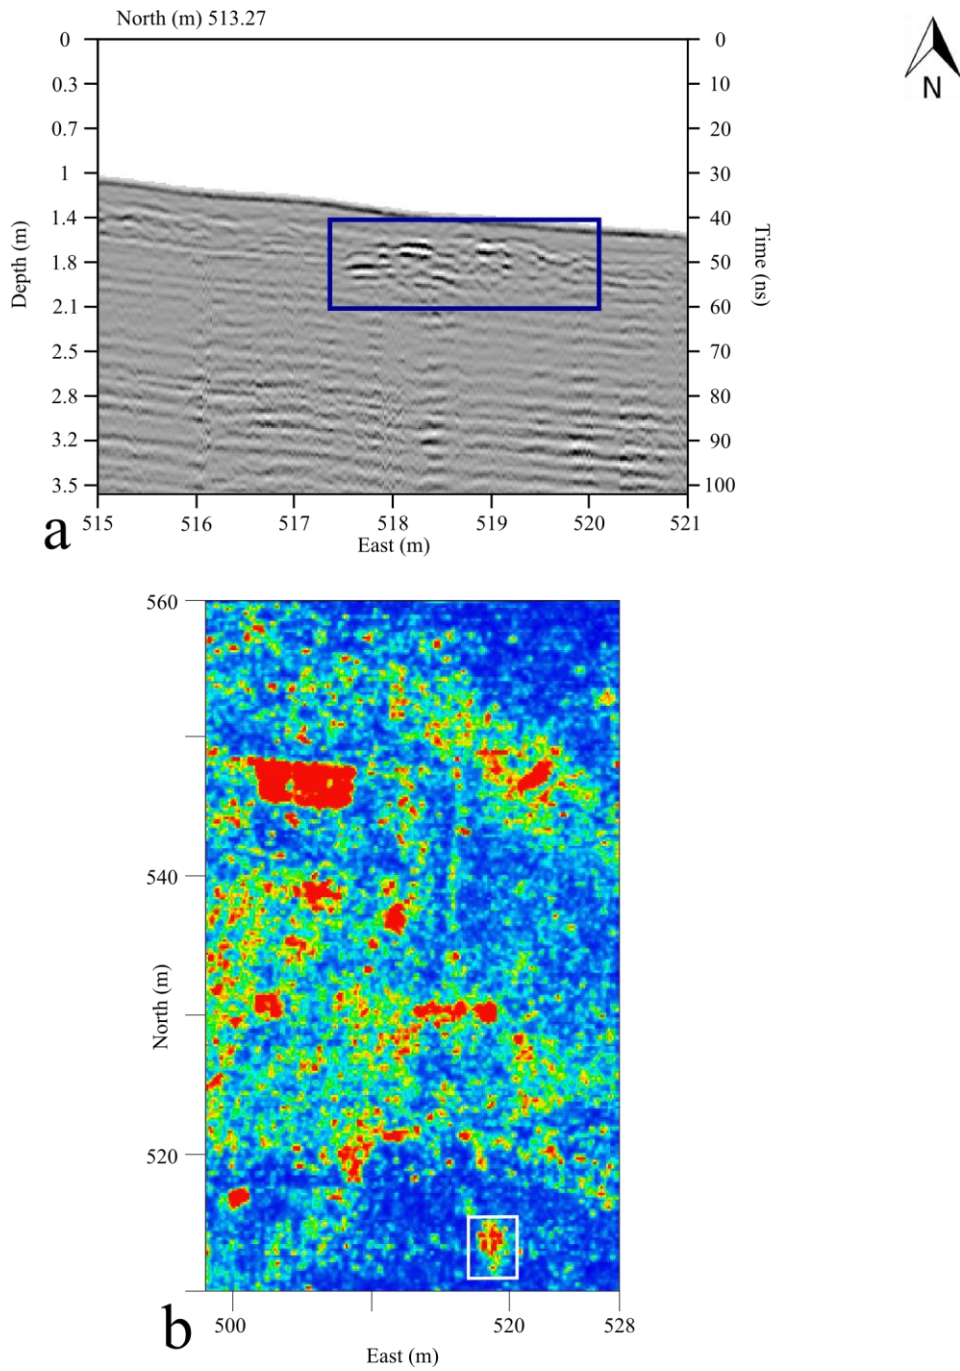 North (m) 513.27
N
0 0
0.3 10
0.7 20
1 30
1.4 40
1.8 50
2.1 60
2.5 70
2.8 80
3.2 90
3.5 100
Depth (m)
Time (ns)
515 516 517 518 519 520 521
East (m)
a
560
540
520
North (m)
500 520 528
East (m)
b